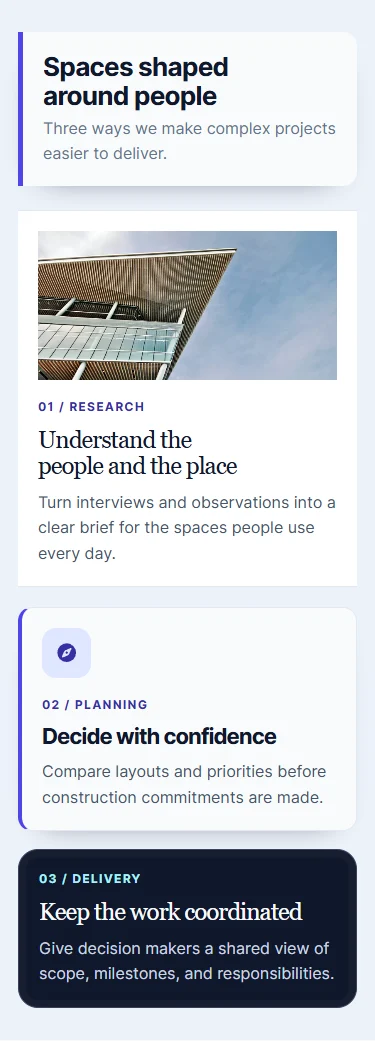 Spaces shaped
around people
Three ways we make complex projects
easier to deliver.
01 / RESEARCH
Understand the
people and the place
Turn interviews and observations into a
clear brief for the spaces people use
every day.
02 / PLANNING
Decide with confidence
Compare layouts and priorities before
construction commitments are made.
03 / DELIVERY
Keep the work coordinated
Give decision makers a shared view of
scope, milestones, and responsibilities.